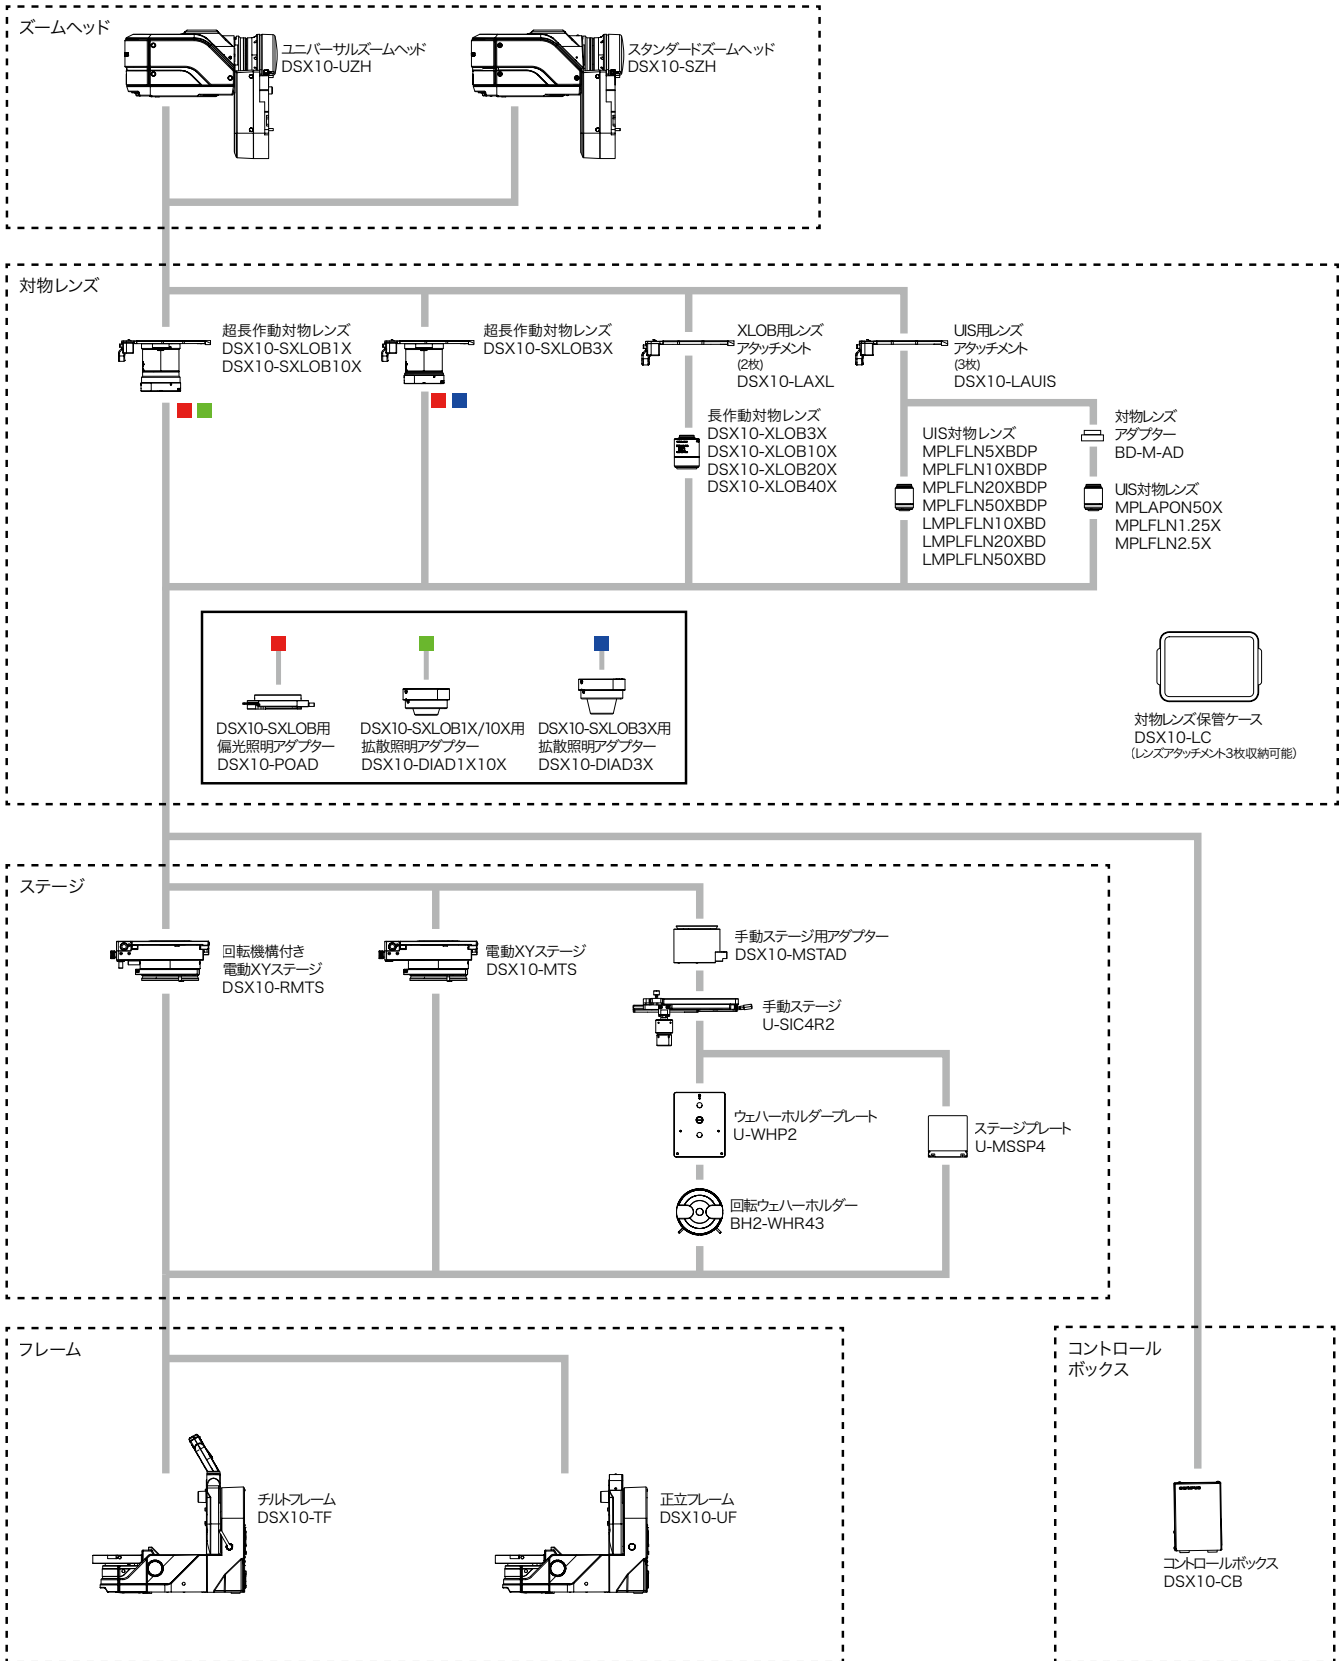 ズームヘッド
ユニバーサルズームヘッド
DSX10-UZH
スタンダードズームヘッド
DSX10-SZH
対物レンズ
超長作動対物レンズ
DSX10-SXLOB1X
DSX10-SXLOB10X
超長作動対物レンズ
DSX10-SXLOB3X
XLOB用レンズ
アタッチメント
(2枚)
DSX10-LAXL
UIS用レンズ
アタッチメント
(3枚)
DSX10-LAUIS
長作動対物レンズ
DSX10-XLOB3X
DSX10-XLOB10X
DSX10-XLOB20X
DSX10-XLOB40X
UIS対物レンズ
MPLFLN5XBDP
MPLFLN10XBDP
MPLFLN20XBDP
MPLFLN50XBDP
LMPLFLN10XBD
LMPLFLN20XBD
LMPLFLN50XBD
対物レンズ
アダプター
BD-M-AD
UIS対物レンズ
MPLAPON50X
MPLFLN1.25X
MPLFLN2.5X
DSX10-SXLOB用
偏光照明アダプター
DSX10-POAD
DSX10-SXLOB1X/10X用
拡散照明アダプター
DSX10-DIAD1X10X
DSX10-SXLOB3X用
拡散照明アダプター
DSX10-DIAD3X
対物レンズ保管ケース
DSX10-LC
(レンズアタッチメント3枚収納可能)
ステージ
回転機構付き
電動XYステージ
DSX10-RMTS
電動XYステージ
DSX10-MTS
手動ステージ用アダプター
DSX10-MSTAD
手動ステージ
U-SIC4R2
ウェハーホルダープレート
U-WHP2
ステージプレート
U-MSSP4
回転ウェハーホルダー
BH2-WHR43
フレーム
チルトフレーム
DSX10-TF
正立フレーム
DSX10-UF
コントロール
ボックス
OLYMPUS
コントロールボックス
DSX10-CB